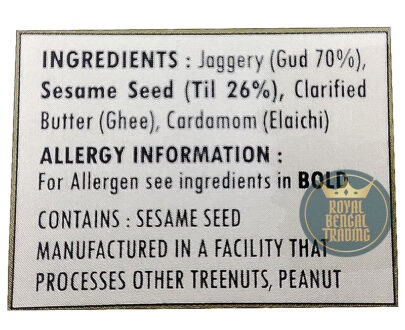 INGREDIENTS : Jaggery (Gud 70%),
Sesame Seed (Til 26%), Clarified
Butter (Ghee), Cardamom (Elaichi)
ALLERGY INFORMATION :
For Allergen see ingredients in BOLD
CONTAINS : SESAME SEED
MANUFACTURED IN A FACILITY THAT
PROCESSES OTHER TREENUTS, PEANUT
ROYAL
BENGAL
TRADING